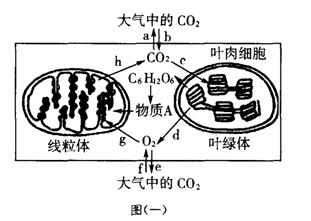 大气中的CO2
a b
CO2
叶肉细胞
h c
C6H12O6
物质A
g d
线粒体
O2
叶绿体
f e
大气中的CO2
图(一)